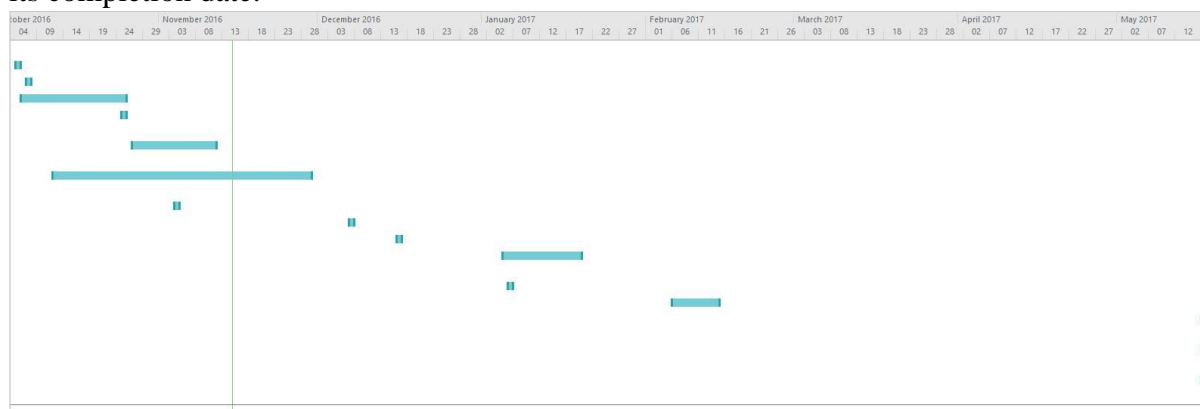 its completion date.
tober 2016 November 2016 December 2016 January 2017 February 2017 March 2017 April 2017 May 2017
04 09 14 19 24 29 03 08 13 18 23 28 03 08 13 18 23 28 02 07 12 17 22 27 01 06 11 16 21 26 03 08 13 18 23 28 02 07 12 17 22 27 02 07 12